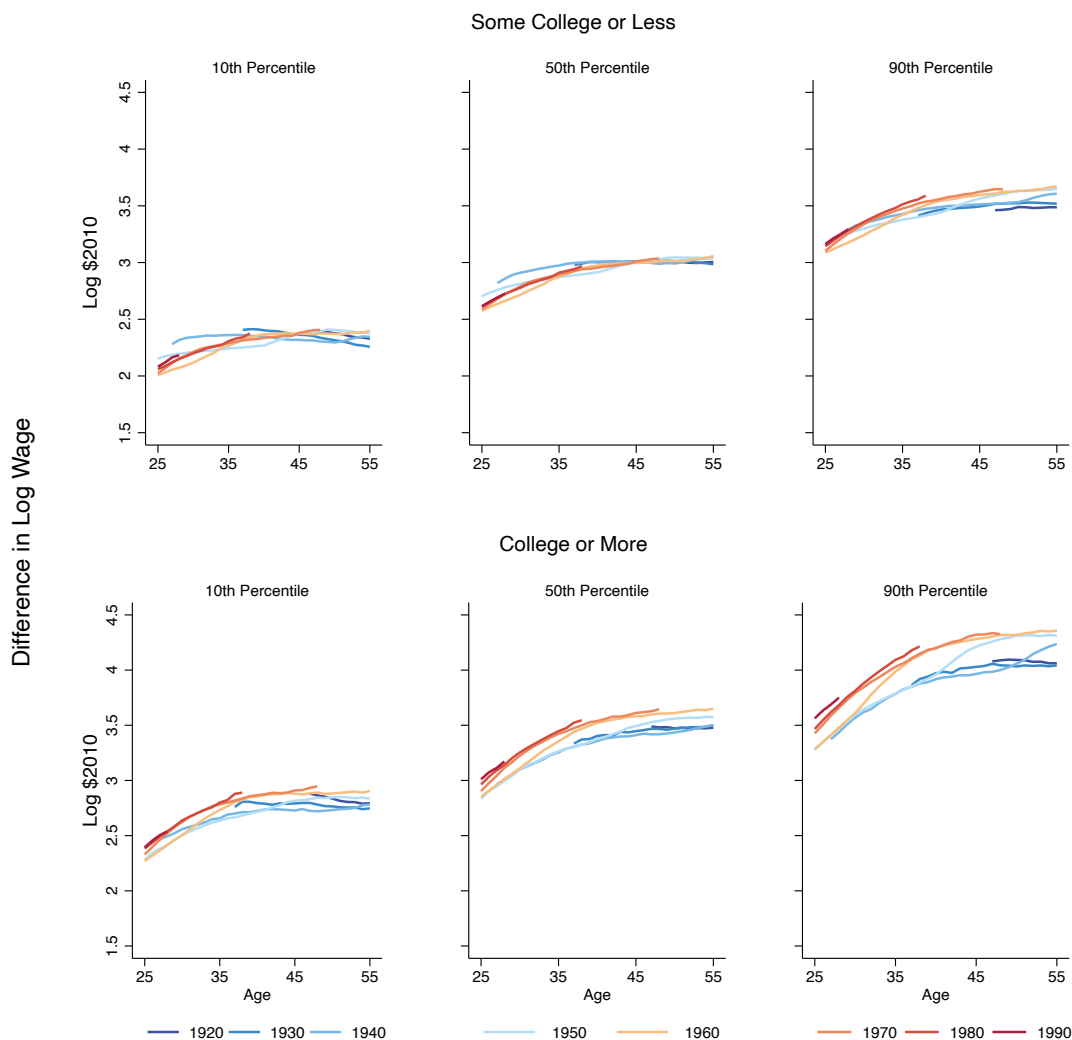 Some College or Less
10th Percentile 50th Percentile 90th Percentile
Log $2010
1.5 2 2.5 3 3.5 4 4.5
25 35 45 55 25 35 45 55 25 35 45 55
Difference in Log Wage
College or More
10th Percentile 50th Percentile 90th Percentile
Log $2010
1.5 2 2.5 3 3.5 4 4.5
25 35 45 55 25 35 45 55 25 35 45 55
Age Age Age
1920 1930 1940 1950 1960 1970 1980 1990